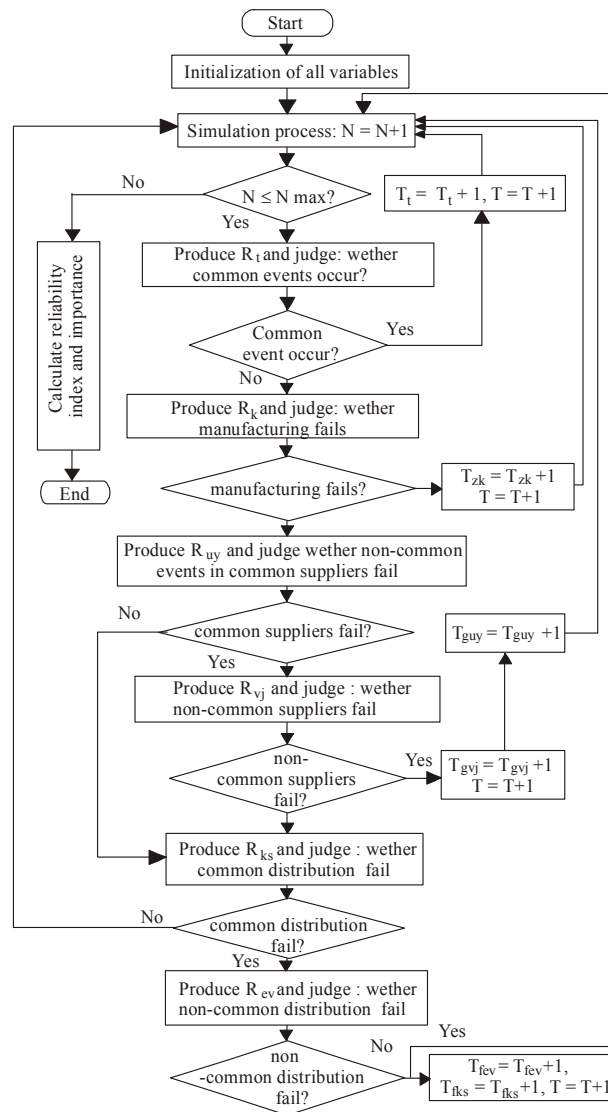 Start
Initialization of all variables
Simulation process: N = N+1
No
N ≤ N max?
Yes
T_t = T_t + 1, T = T +1
Produce R_t and judge: wether
common events occur?
Calculate reliability
index and importance
Common
event occur?
Yes
No
Produce R_k and judge: wether
manufacturing fails
End
manufacturing fails?
T_zk = T_zk +1
T = T+1
Produce R_uy and judge wether non-common
events in common suppliers fail
No
common suppliers fail?
T_guy = T_guy +1
Yes
Produce R_vj and judge : wether
non-common suppliers fail
non-
common suppliers
fail?
Yes
T_gvj = T_gvj +1
T = T+1
Produce R_ks and judge : wether
common distribution fail
No
common distribution
fail?
Yes
Produce R_ev and judge : wether
non-common distribution fail
Yes
No
non
-common distribution
fail?
T_fev = T_fev +1,
T_fks = T_fks +1, T = T+1